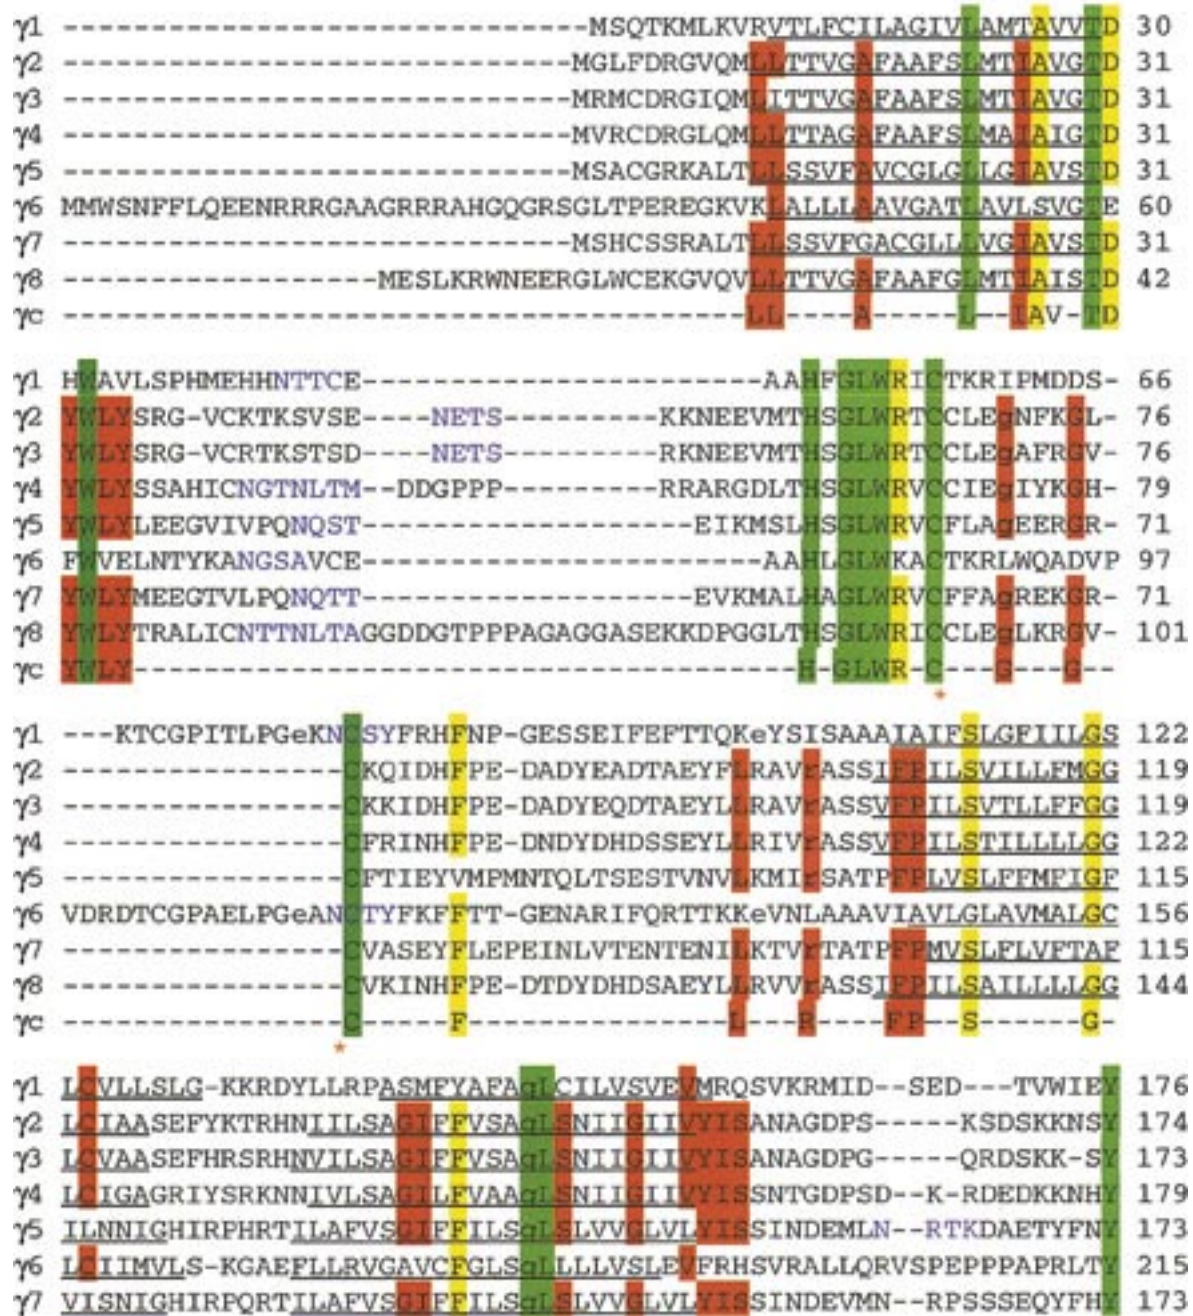 γ1 ------------------------------MSQTKMLKVRVTLFCILAGIVLAMTAVVTD 30
γ2 -----------------------------MGLFDRGVQMLLTTVGAFAAFSLMTIAVGTD 31
γ3 -----------------------------MRMCDRGIQMLITTVGAFAAFSLMTIAVGTD 31
γ4 -----------------------------MVRCDRGLQMLLTTAGAFAAFSLMAIAIGTD 31
γ5 -----------------------------MSACGRKALTLLSSVFAVCGLGLLGIAVSTD 31
γ6 MMWSNFFLQEENRRRGAAGRRRAHGQGRSGLTPEREGKVKLALLLAAVGATLAVLSVGTE 60
γ7 -----------------------------MSHCSSRALTLLSSVFGACGLLLVGIAVSTD 31
γ8 ------------------MESLKRWNEERGLWCEKGVQVLLTTVGAFAAFGLMTIAISTD 42
γc ---------------------------------------LL----A-----L--IAV-TD
γ1 HWAVLSPHMEHHNTTCE-----------------------AAHFGLWRICTKRIPMDDS- 66
γ2 YWLYSRG-VCKTKSVSE    NETS---------KKNEEVMTHSGLWRTCCLEgNFKGL- 76
γ3 YWLYSRG-VCRTKSTSD    NETS---------RKNEEVMTHSGLWRTCCLEgAFRGV- 76
γ4 YWLYSSAHICNGTNLTM--DDGPPP---------RRARGDLTHSGLWRVCCIEgIYKGH- 79
γ5 YWLYLEEGVIVPQNQST-------------------EIKMSLHSGLWRVCFLAgEERGR- 71
γ6 FWVELNTYKANGSAVCE-----------------------AAHLGLWKACTKRLWQADVP 97
γ7 YWLYMEEGTVLPQNQTT-------------------EVKMALHAGLWRVCFFAgREKGR- 71
γ8 YWLYTRALICNTTNLTAGGDDGTPPPAGAGGASEKKDPGGLTHSGLWRICCLEgLKRGV- 101
γc YWLY--------------------------------------H-GLWR-C---G---G--
*
γ1 ---KTCGPITLPGeKNCSYFRHFNP-GESSEIFEFTTQKeYSISAAAIAIFSLGFIILGS 122
γ2 ----------------CKQIDHFPE-DADYEADTAEYFLRAVrASSIFPILSVILLFMGG 119
γ3 ----------------CKKIDHFPE-DADYEQDTAEYLLRAVrASSVFPILSVTLLFFGG 119
γ4 ----------------CFRINHFPE-DNDYDHDSSEYLLRIVrASSVFPILSTILLLLGG 122
γ5 ----------------CFTIEYVMPMNTQLTSESTVNVLKMIrSATPFPLVSLFFMFIGF 115
γ6 VDRDTCGPAELPGeANCTYFKFFTT-GENARIFQRTTKKeVNLAAAVIAVLGLAVMALGC 156
γ7 ----------------CVASEYFLEPEINLVTENTENILKTVrTATPFPMVSLFLVFTAF 115
γ8 ----------------CVKINHFPE-DTDYDHDSAEYLLRVVrASSIFPILSAILLLLGG 144
γc ----------------C-----F---------------L---R----FP--S------G-
*
γ1 LCVLLSLG-KKRDYLLRPASMFYAFAgLCILVSVEVMRQSVKRMID--SED---TVWIEY 176
γ2 LCIAASEFYKTRHNIILSAGIFFVSAgLSNIIGIIVYISANAGDPS-----KSDSKKNSY 174
γ3 LCVAASEFHRSRHNVILSAGIFFVSAgLSNIIGIIVYISANAGDPG-----QRDSKK-SY 173
γ4 LCIGAGRIYSRKNNIVLSAGILFVAAgLSNIIGIIVYISSNTGDPSD--K-RDEDKKNHY 179
γ5 ILNNIGHIRPHRTILAFVSGIFFILSgLSLVVGLVLYISSINDEMLN--RTKDAETYFNY 173
γ6 LCIIMVLS-KGAEFLLRVGAVCFGLSgLLLLVSLEVFRHSVRALLQRVSPEPPPAPRLTY 215
γ7 VISNIGHIRPQRTILAFVSGIFFILSgLSLVVGLVLYISSINDEVMN--RPSSSEQYFHY 173